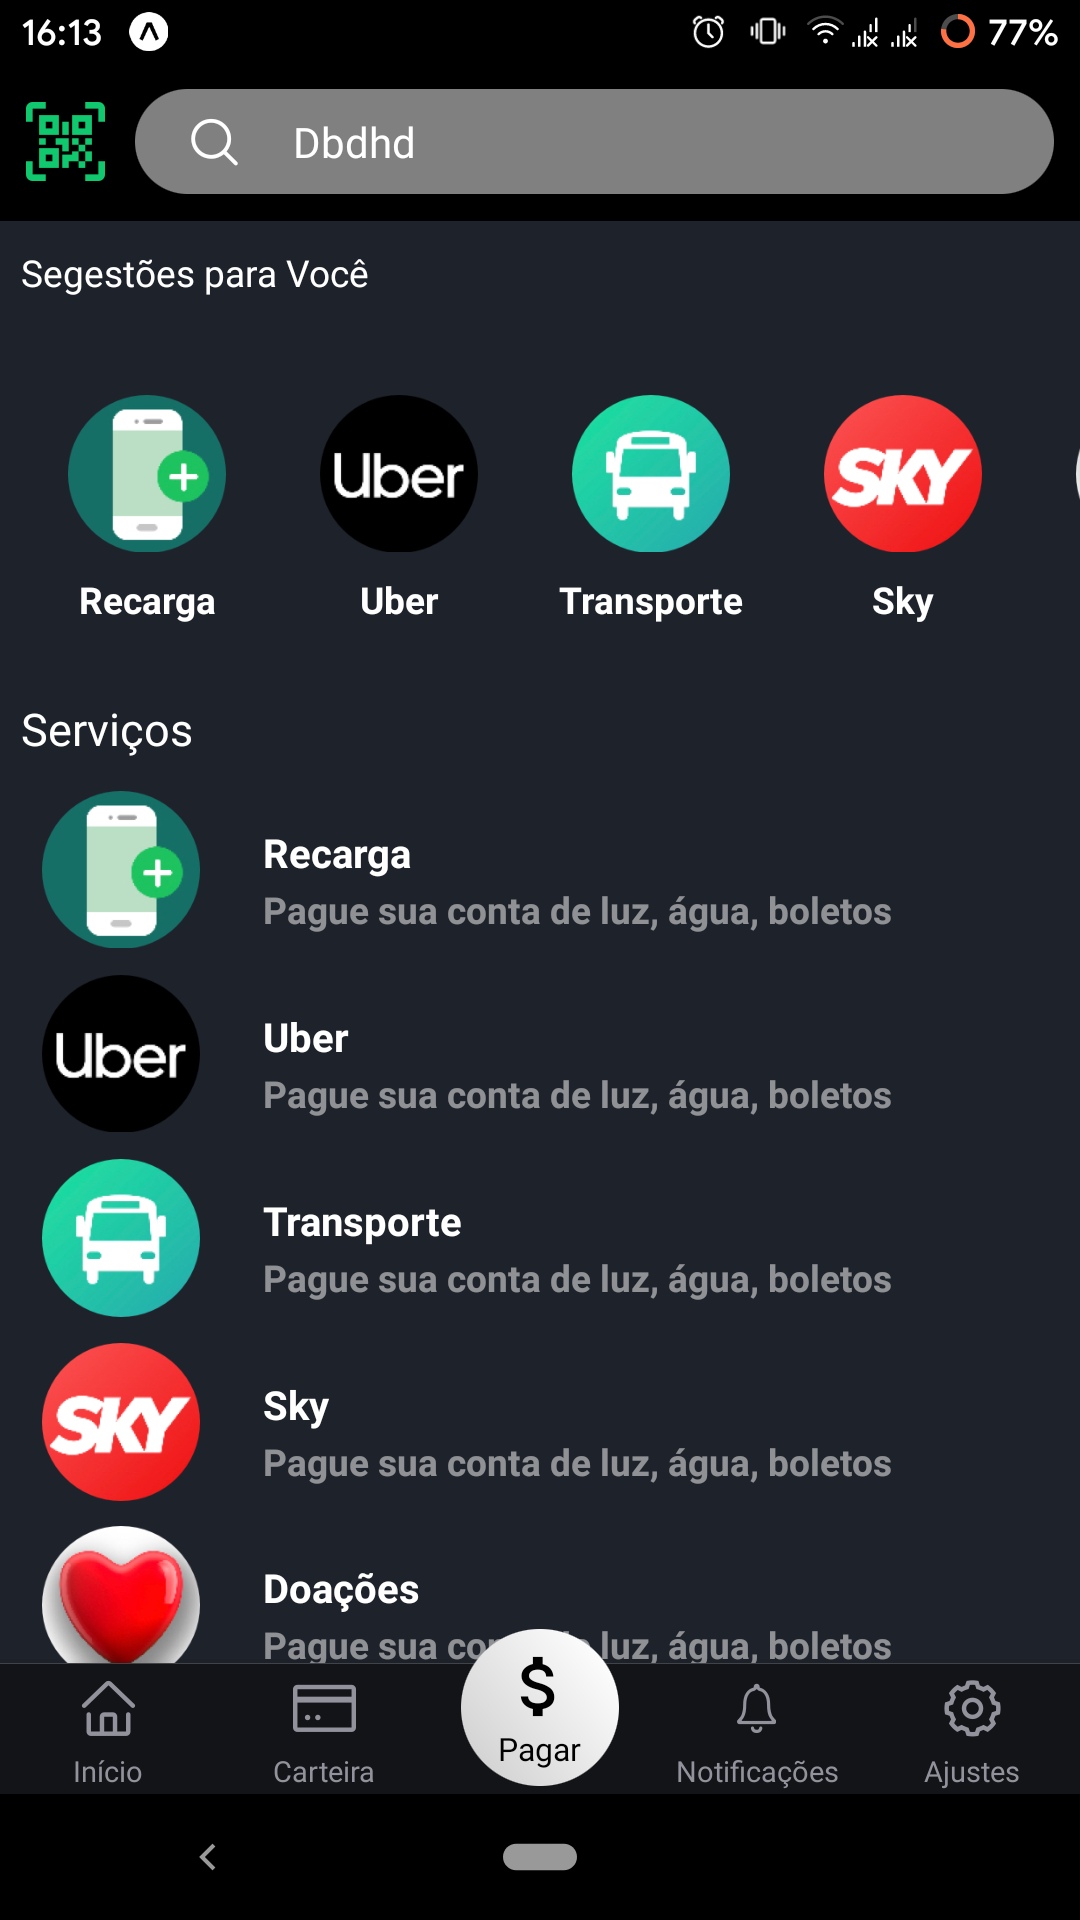 16:13 77%
Dbdhd
Segestões para Você
Uber SKY
Recarga Uber Transporte Sky
Serviços
Recarga
Pague sua conta de luz, água, boletos
Uber
Uber
Pague sua conta de luz, água, boletos
Transporte
Pague sua conta de luz, água, boletos
SKY
Sky
Pague sua conta de luz, água, boletos
Doações
Pague sua luz, água, boletos
$
Início Carteira Pagar Notificações Ajustes